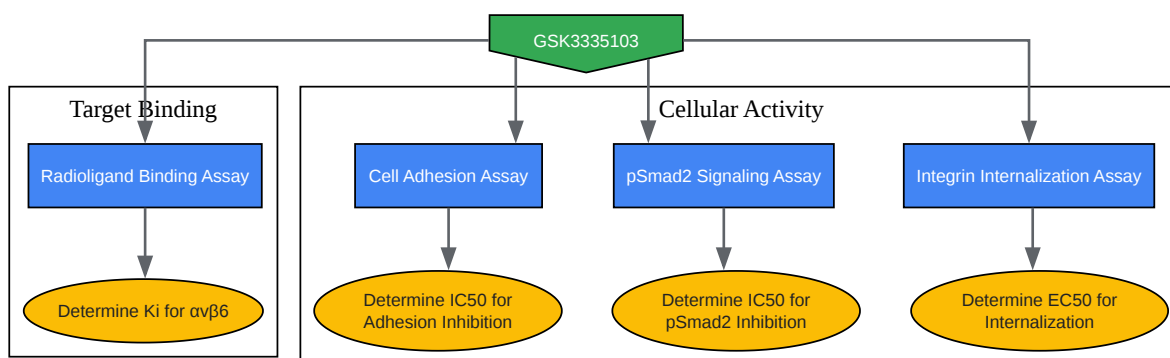 GSK3335103
Target Binding
Cellular Activity
Radioligand Binding Assay
Cell Adhesion Assay
pSmad2 Signaling Assay
Integrin Internalization Assay
Determine Ki for αvβ6
Determine IC50 for
Adhesion Inhibition
Determine IC50 for
pSmad2 Inhibition
Determine EC50 for
Internalization